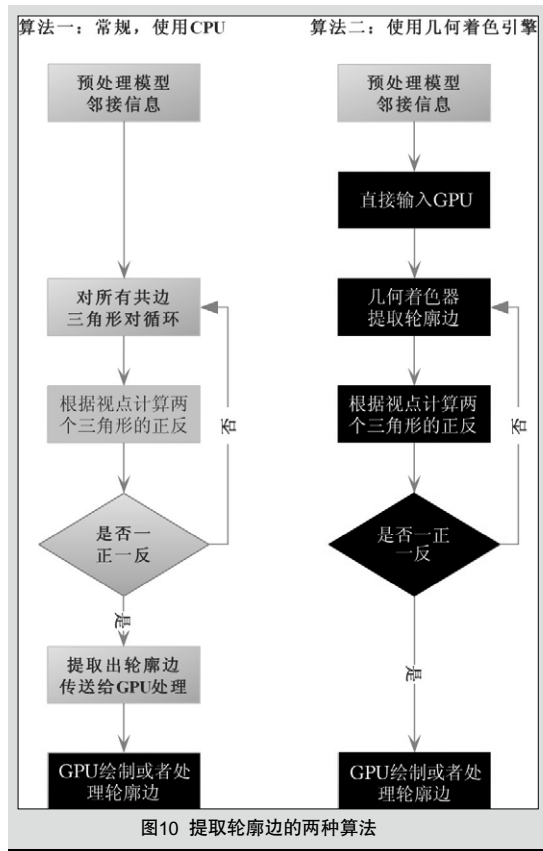 算法一：常规，使用CPU
预处理模型
邻接信息
对所有共边
三角形对循环
根据视点计算两
个三角形的正反
否
是否一
正一反
是
提取出轮廓边
传送给GPU处理
GPU绘制或者处
理轮廓边
算法二：使用几何着色引擎
预处理模型
邻接信息
直接输入GPU
几何着色器
提取轮廓边
根据视点计算两
个三角形的正反
否
是否一正
一反
是
GPU绘制或者处
理轮廓边
图10 提取轮廓边的两种算法